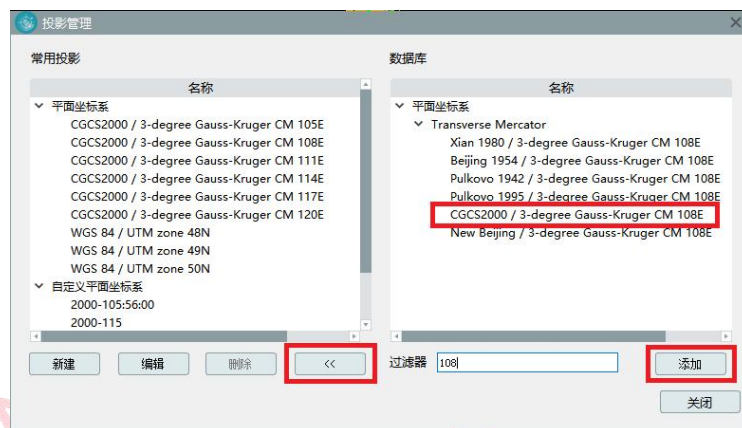 投影管理
常用投影
名称
平面坐标系
CGCS2000 / 3-degree Gauss-Kruger CM 105E
CGCS2000 / 3-degree Gauss-Kruger CM 108E
CGCS2000 / 3-degree Gauss-Kruger CM 111E
CGCS2000 / 3-degree Gauss-Kruger CM 114E
CGCS2000 / 3-degree Gauss-Kruger CM 117E
CGCS2000 / 3-degree Gauss-Kruger CM 120E
WGS 84 / UTM zone 48N
WGS 84 / UTM zone 49N
WGS 84 / UTM zone 50N
自定义平面坐标系
2000-105:56:00
2000-115
新建 编辑 删除 <<
数据库
名称
平面坐标系
Transverse Mercator
Xian 1980 / 3-degree Gauss-Kruger CM 108E
Beijing 1954 / 3-degree Gauss-Kruger CM 108E
Pulkovo 1942 / 3-degree Gauss-Kruger CM 108E
Pulkovo 1995 / 3-degree Gauss-Kruger CM 108E
CGCS2000 / 3-degree Gauss-Kruger CM 108E
New Beijing / 3-degree Gauss-Kruger CM 108E
过滤器 108 添加
关闭